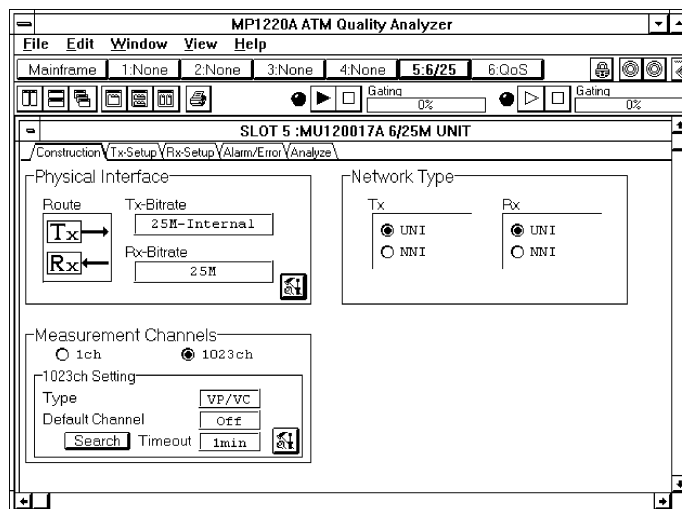 MP1220A ATM Quality Analyzer
File Edit Window View Help
Mainframe 1:None 2:None 3:None 4:None 5:6/25 6:QoS
Gating 0% Gating 0%
SLOT 5 :MU120017A 6/25M UNIT
Construction Tx-Setup Rx-Setup Alarm/Error Analyze
Physical Interface
Route Tx-Bitrate
Tx 25M-Internal
Rx-Bitrate
Rx 25M
Network Type
Tx Rx
UNI UNI
NNI NNI
Measurement Channels
1ch 1023ch
1023ch Setting
Type VP/VC
Default Channel Off
Search Timeout 1min